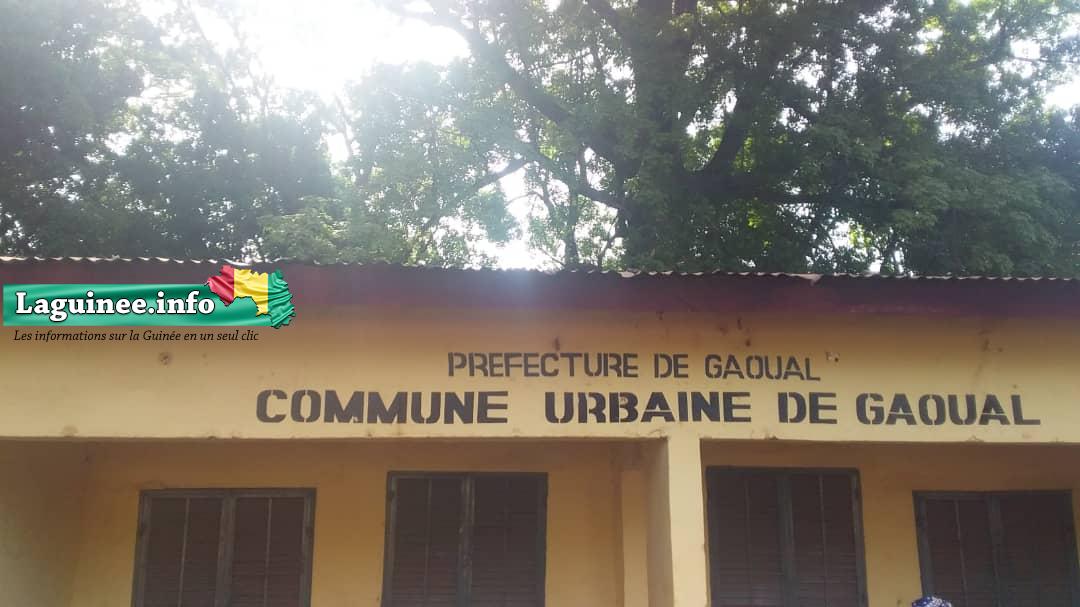 Laguinee.info
Les informations sur la Guinée en un seul clic
PREFECTURE DE GAOUAL
COMMUNE URBAINE DE GAOUAL